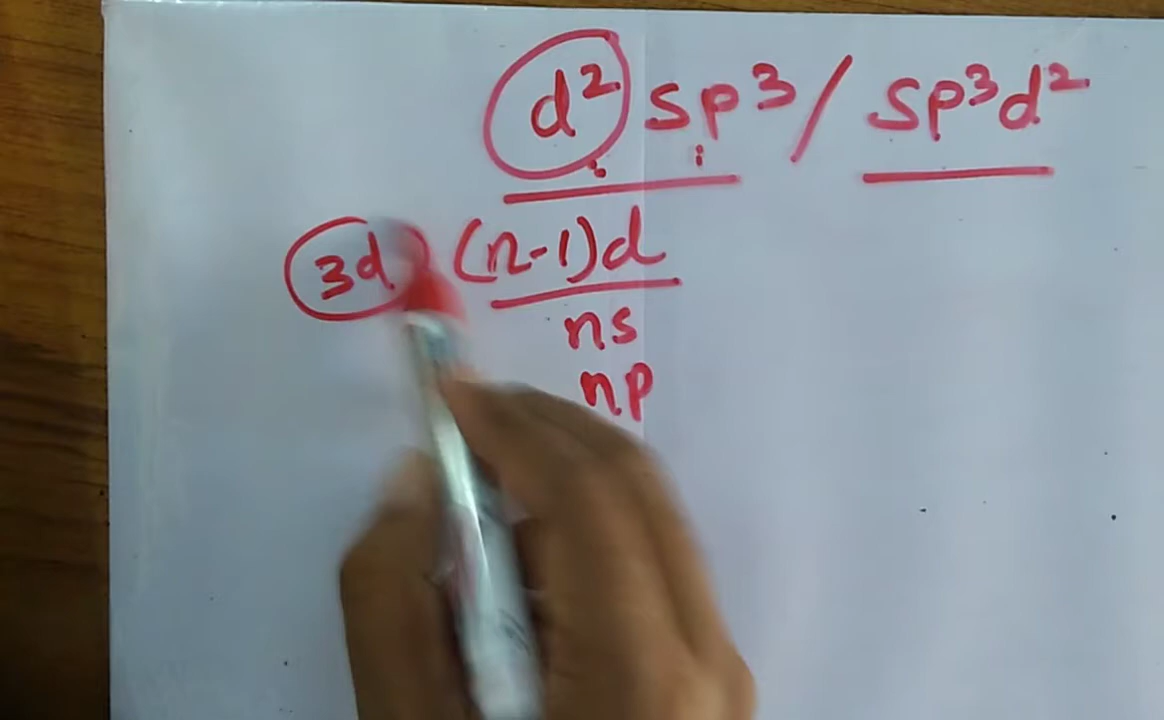 d² sp³ / sp³d²
3d (n-1)d
ns
np